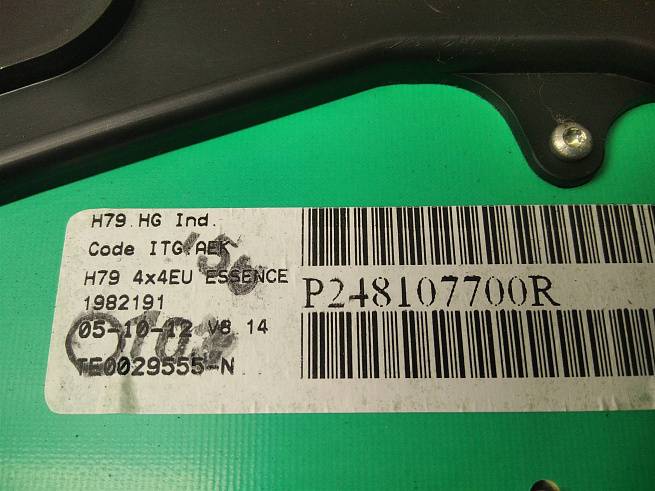 H79 HG Ind.
Code ITG.AEK
H79 4x4EU ESSENCE
1982191
05-10-12 V8 14
TE0029555-N
P248107700R